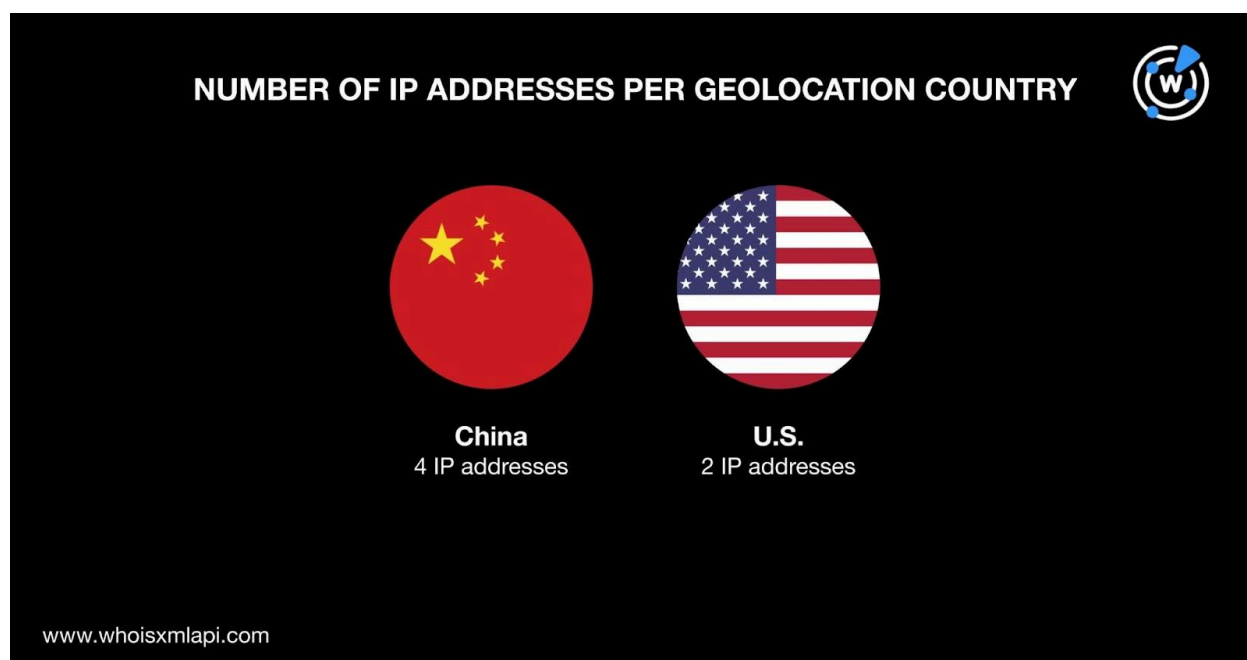 NUMBER OF IP ADDRESSES PER GEOLOCATION COUNTRY
W
China
4 IP addresses
U.S.
2 IP addresses
www.whoisxmlapi.com